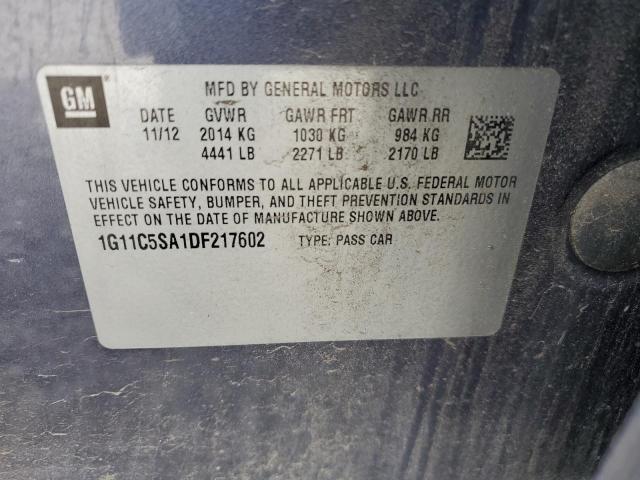 GM
MFD BY GENERAL MOTORS LLC
DATE GVWR GAWR FRT GAWR RR
11/12 2014 KG 1030 KG 984 KG
4441 LB 2271 LB 2170 LB
THIS VEHICLE CONFORMS TO ALL APPLICABLE U.S. FEDERAL MOTOR
VEHICLE SAFETY, BUMPER, AND THEFT PREVENTION STANDARDS IN
EFFECT ON THE DATE OF MANUFACTURE SHOWN ABOVE.
1G11C5SA1DF217602 TYPE: PASS CAR